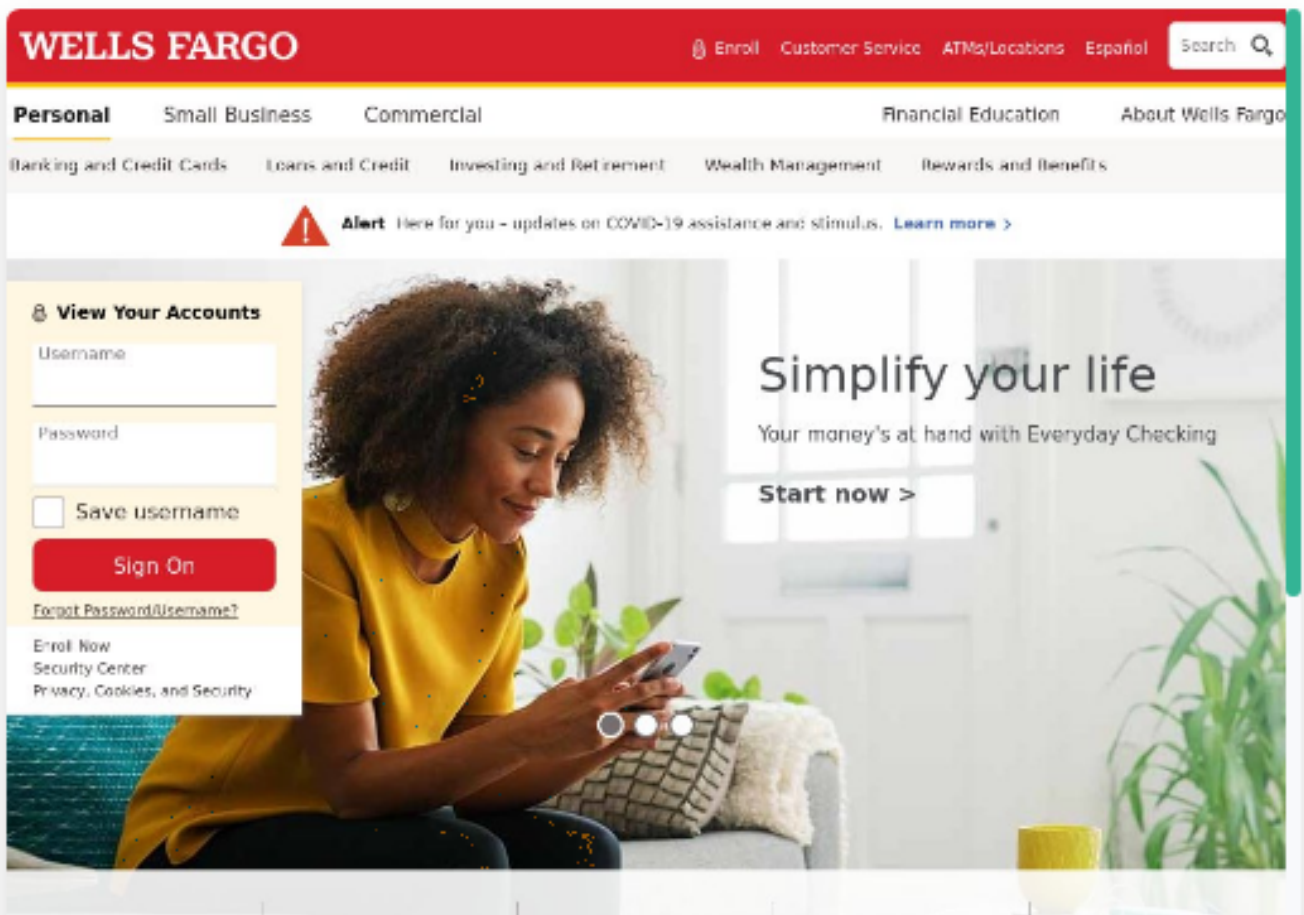 WELLS FARGO
Enroll Customer Service ATMs/Locations Español Search
Personal Small Business Commercial Financial Education About Wells Fargo
Banking and Credit Cards Loans and Credit Investing and Retirement Wealth Management Rewards and Benefits
Alert Here for you – updates on COVID-19 assistance and stimulus. Learn more >
View Your Accounts
Username
Password
Save username
Sign On
Forgot Password/Username?
Enroll Now
Security Center
Privacy, Cookies, and Security
Simplify your life
Your money's at hand with Everyday Checking
Start now >